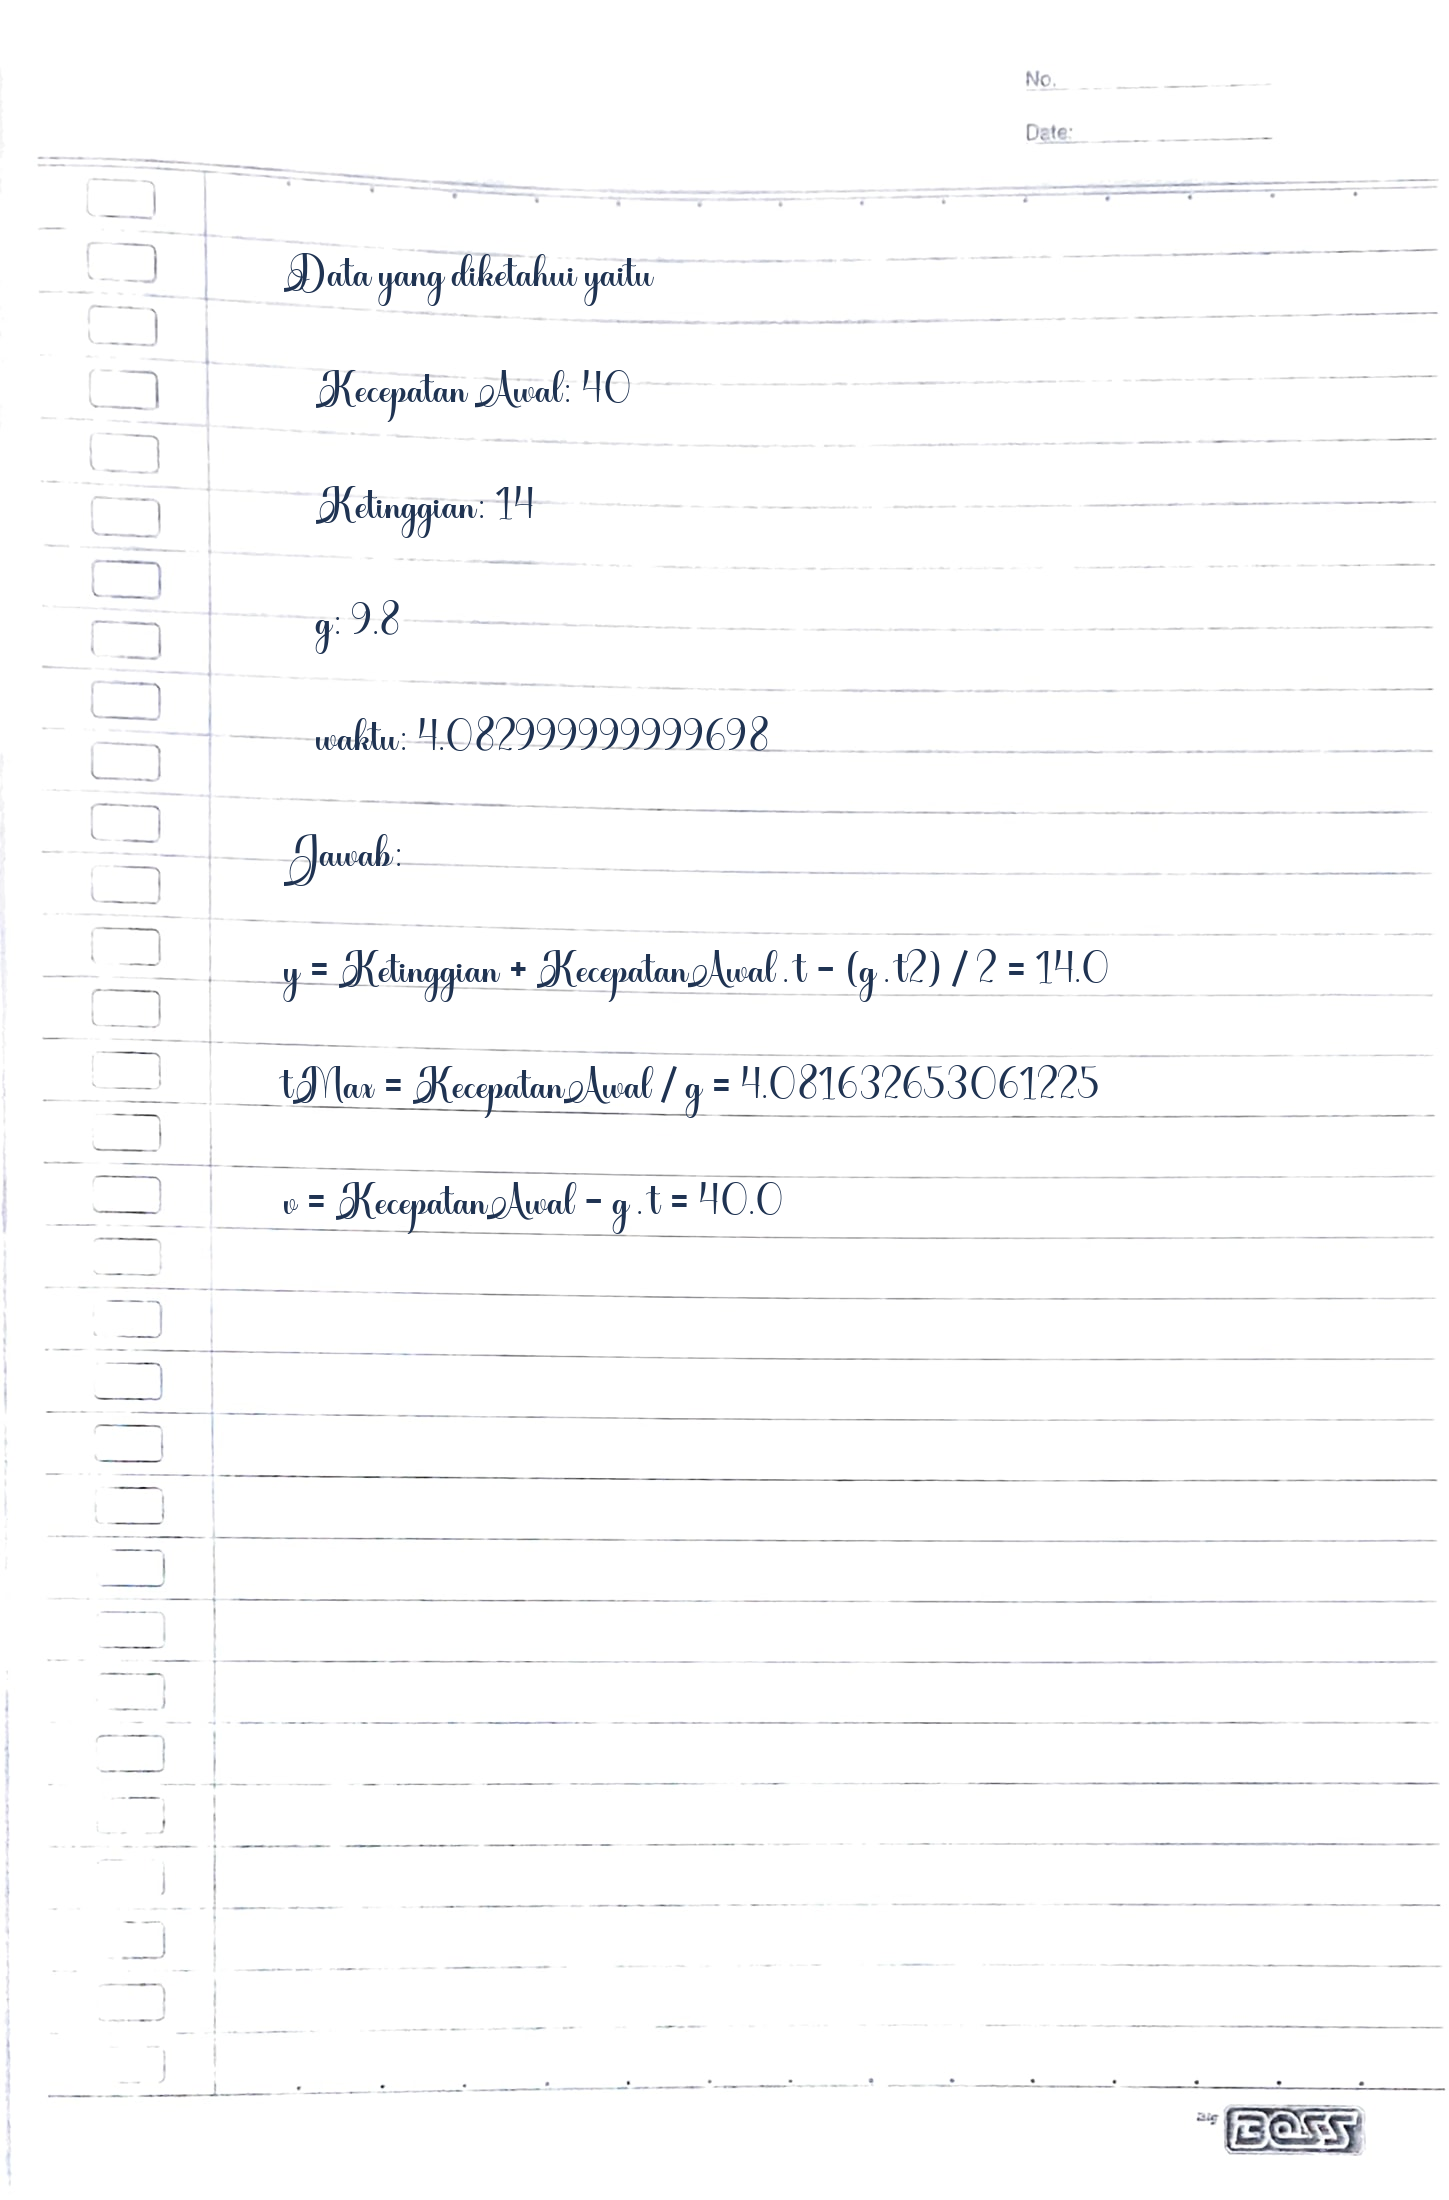 No.
Date:
Data yang diketahui yaitu
Kecepatan Awal: 40
Ketinggian: 14
g: 9.8
waktu: 4.082999999999698
Jawab:
y = Ketinggian + KecepatanAwal . t - (g . t2) / 2 = 14.0
tMax = KecepatanAwal / g = 4.081632653061225
v = KecepatanAwal - g . t = 40.0
Big BOSS